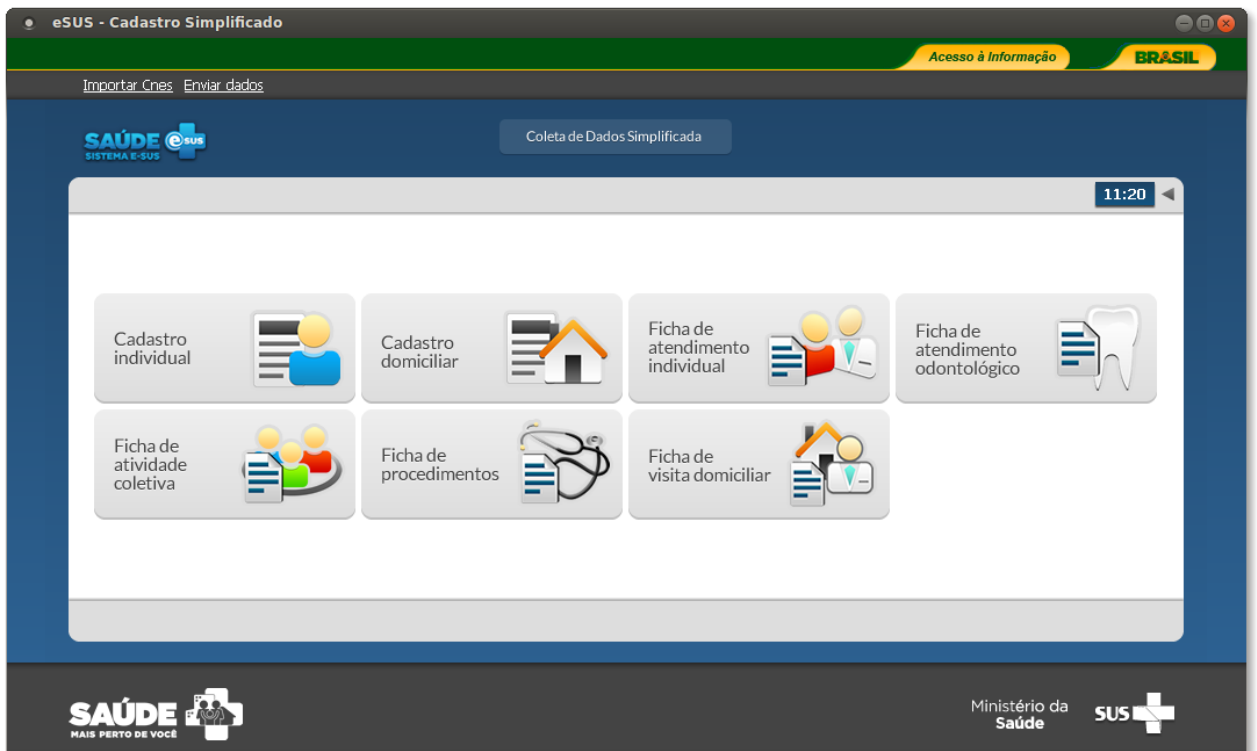 eSUS - Cadastro Simplificado
Acesso à Informação
BRASIL
Importar Cnes Enviar dados
SAÚDE esus
SISTEMA E-SUS
Coleta de Dados Simplificada
11:20
Cadastro
individual
Cadastro
domiciliar
Ficha de
atendimento
individual
Ficha de
atendimento
odontológico
Ficha de
atividade
coletiva
Ficha de
procedimentos
Ficha de
visita domiciliar
SAÚDE
MAIS PERTO DE VOCÊ
Ministério da
Saúde
SUS